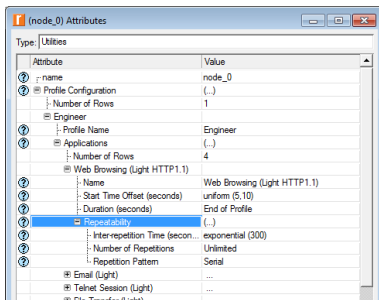 (node_0) Attributes
Type: Utilities
Attribute Value
name node_0
Profile Configuration (...)
Number of Rows 1
Engineer
Profile Name Engineer
Applications (...)
Number of Rows 4
Web Browsing (Light HTTP1.1)
Name Web Browsing (Light HTTP1.1)
Start Time Offset (seconds) uniform (5,10)
Duration (seconds) End of Profile
Repeatability (...)
Inter-repetition Time (secon... exponential (300)
Number of Repetitions Unlimited
Repetition Pattern Serial
Email (Light) ...
Telnet Session (Light) ...